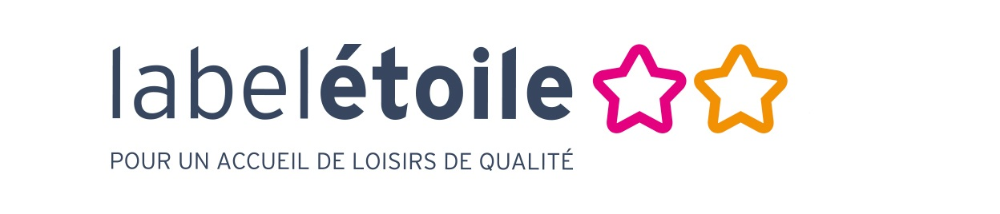 labelétoile
POUR UN ACCUEIL DE LOISIRS DE QUALITÉ